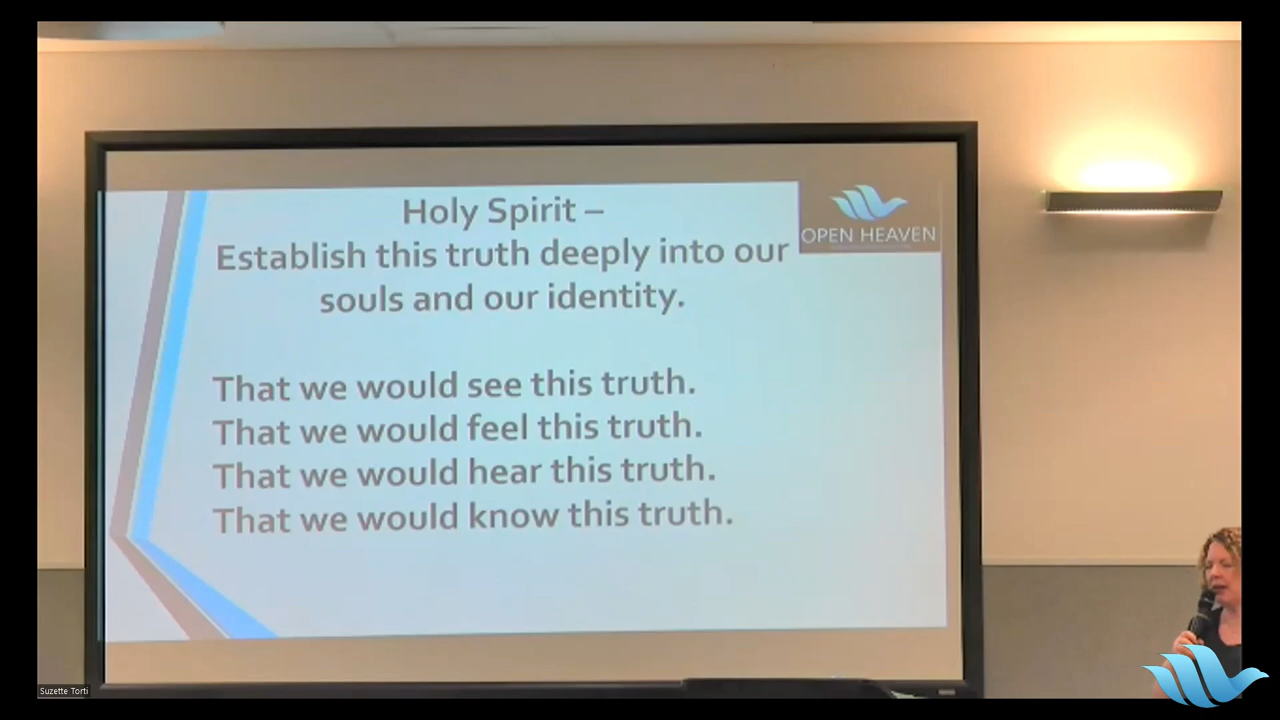 Holy Spirit –
OPEN HEAVEN
Establish this truth deeply into our
souls and our identity.
That we would see this truth.
That we would feel this truth.
That we would hear this truth.
That we would know this truth.
Suzette Torti